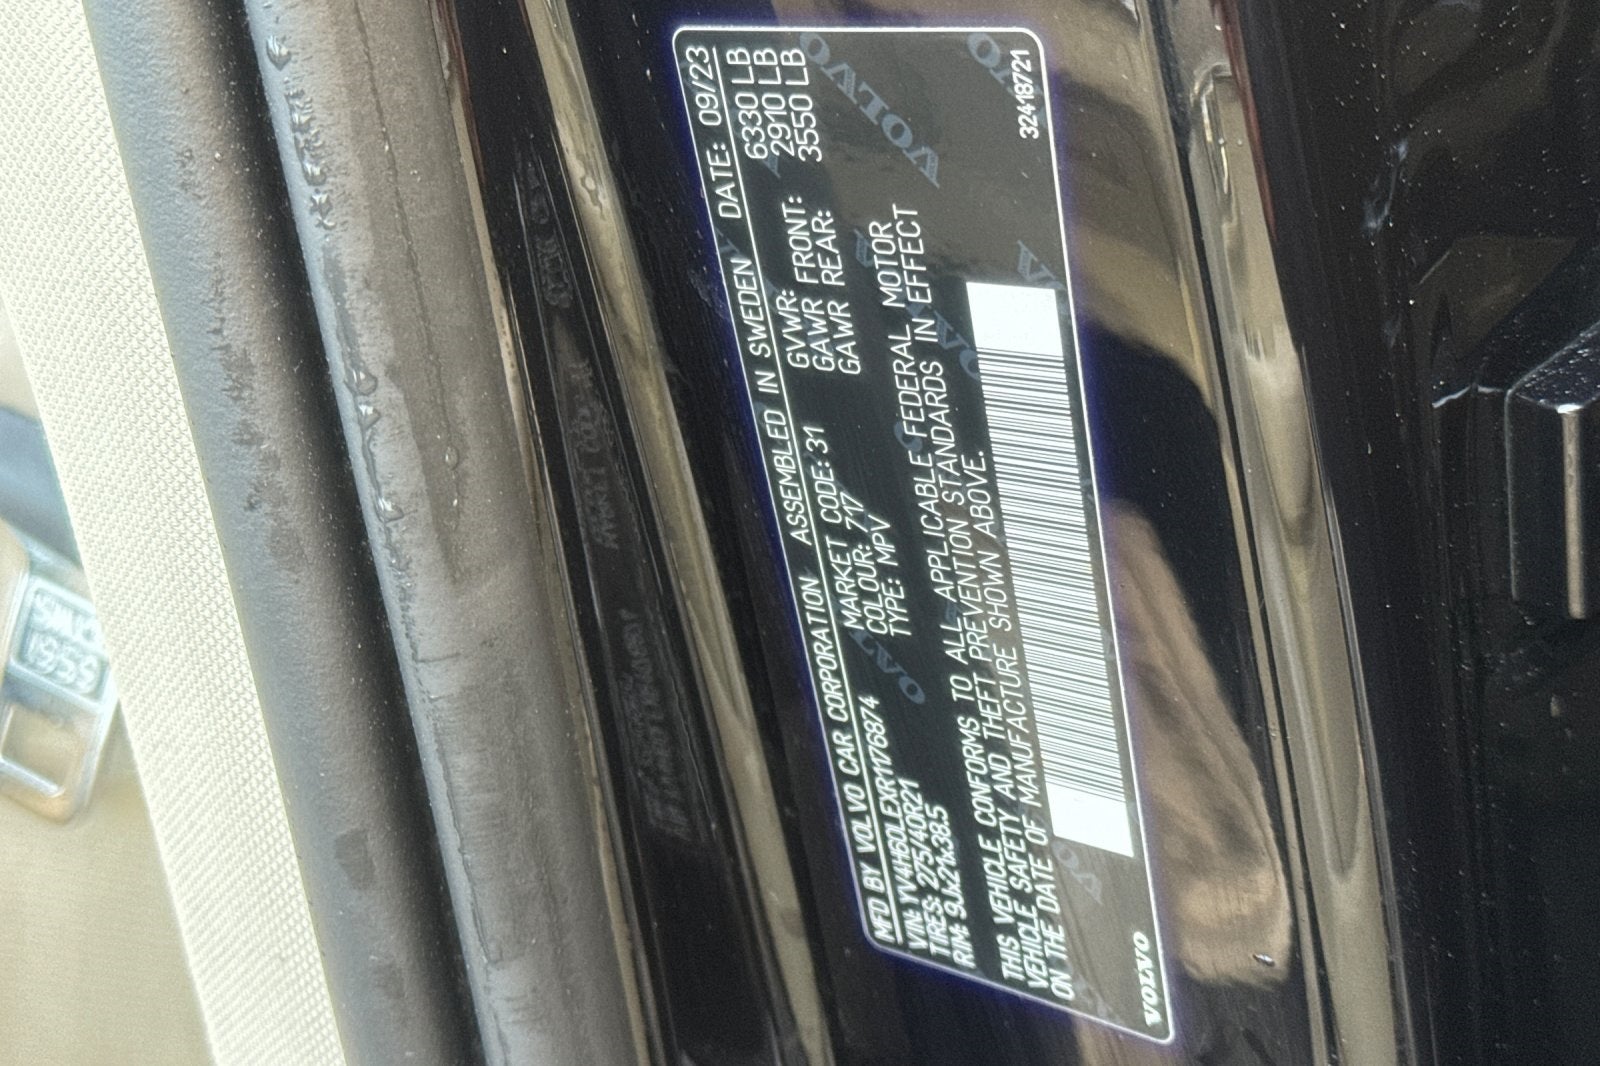 MFD BY VOLVO CAR CORPORATION ASSEMBLED IN SWEDEN DATE: 09/23
VIN: YV4H60LEXR1176874 MARKET CODE: 31 GVWR: 6330 LB
TIRES: 275/40R21 COLOUR: 717 GAWR FRONT: 2910 LB
RIM: 9Jx21x38.5 TYPE: MPV GAWR REAR: 3550 LB
THIS VEHICLE CONFORMS TO ALL APPLICABLE FEDERAL MOTOR
VEHICLE SAFETY AND THEFT PREVENTION STANDARDS IN EFFECT
ON THE DATE OF MANUFACTURE SHOWN ABOVE.
VOLVO 32418721